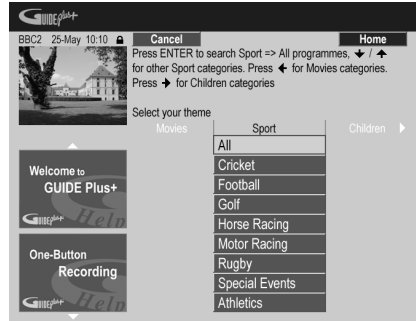 GUIDE Plus+
BBC2 25-May 10:10
Cancel
Home
Press ENTER to search Sport => All programmes, ↓ / ↑
for other Sport categories. Press ← for Movies categories.
Press → for Children categories
Select your theme
Movies
Sport
Children
All
Cricket
Football
Golf
Horse Racing
Motor Racing
Rugby
Special Events
Athletics
Welcome to
GUIDE Plus+
GUIDE Plus+
Help
One-Button
Recording
GUIDE Plus+
Help